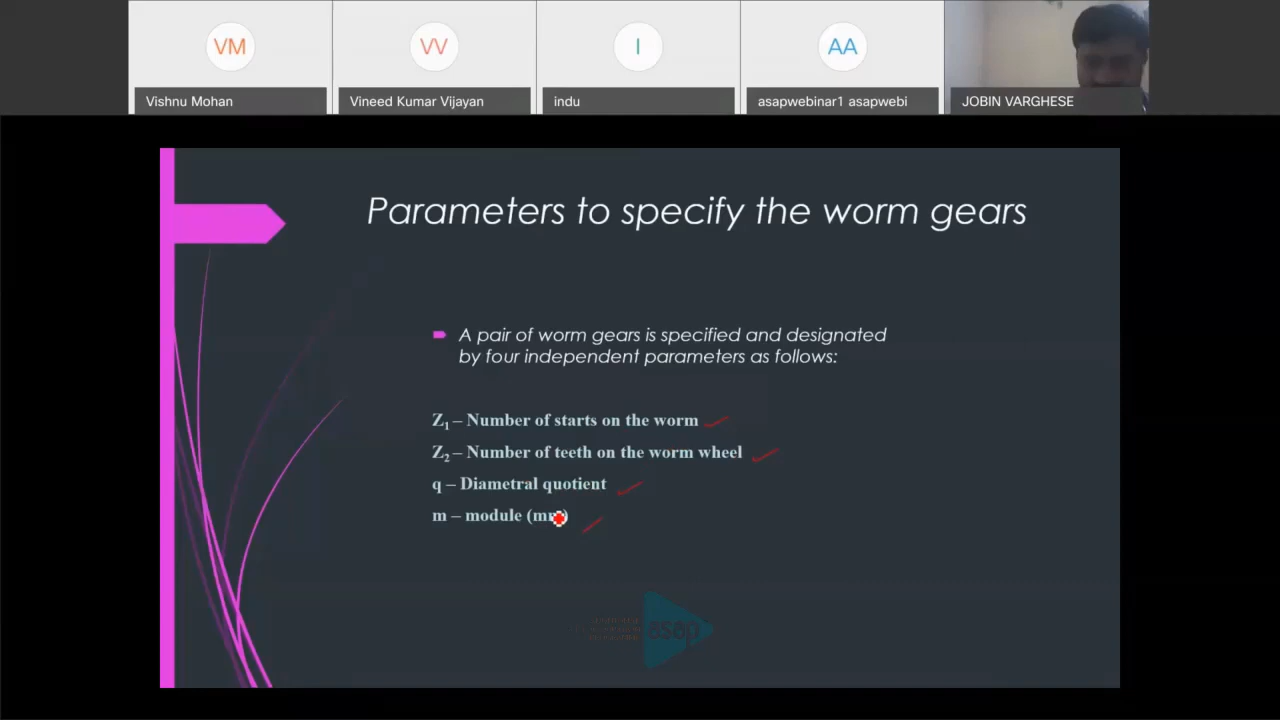 VM
VV
I
AA
Vishnu Mohan
Vineed Kumar Vijayan
indu
asapwebinar1 asapwebi
JOBIN VARGHESE
Parameters to specify the worm gears
A pair of worm gears is specified and designated
by four independent parameters as follows:
Z₁ – Number of starts on the worm
Z₂ – Number of teeth on the worm wheel
q – Diametral quotient
m – module (mm)
asap